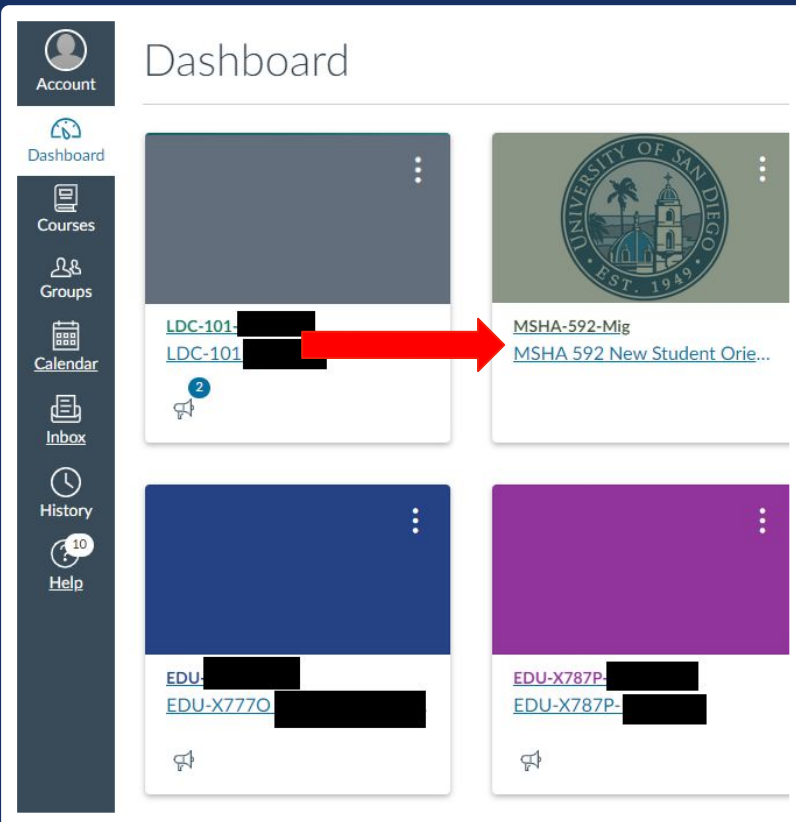 Dashboard
Account
Dashboard
Courses
Groups
Calendar
Inbox
History
10
Help
UNIVERSITY OF SAN DIEGO
EST. 1949
LDC-101-
LDC-101
2
MSHA-592-Mig
MSHA 592 New Student Orie...
EDU-
EDU-X777O
EDU-X787P-
EDU-X787P-